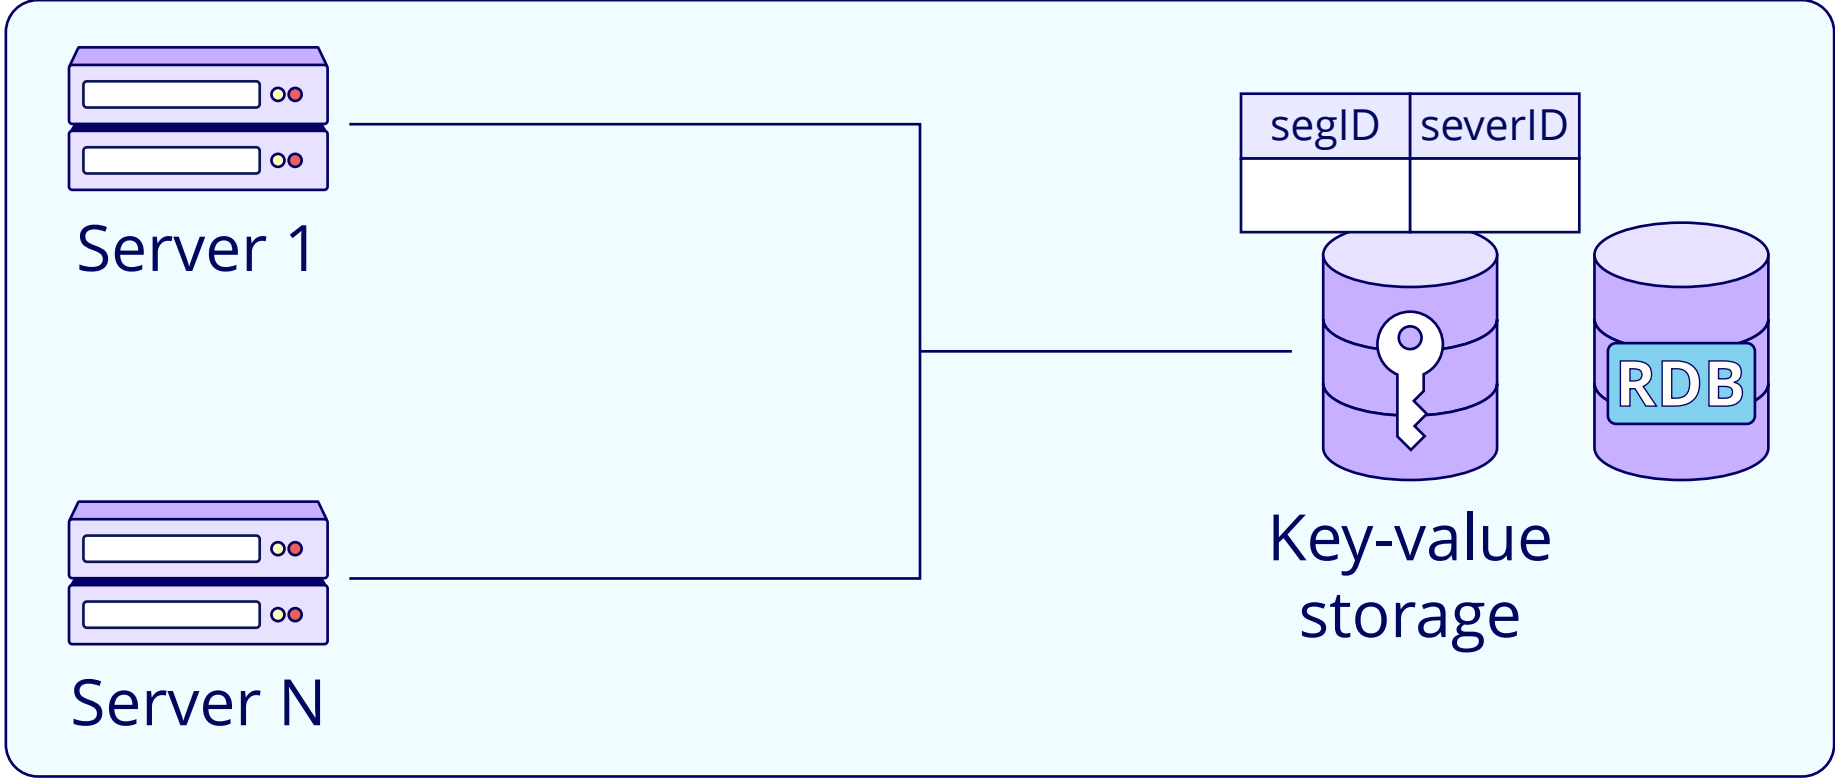 Server 1
segID severID
RDB
Key-value
storage
Server N